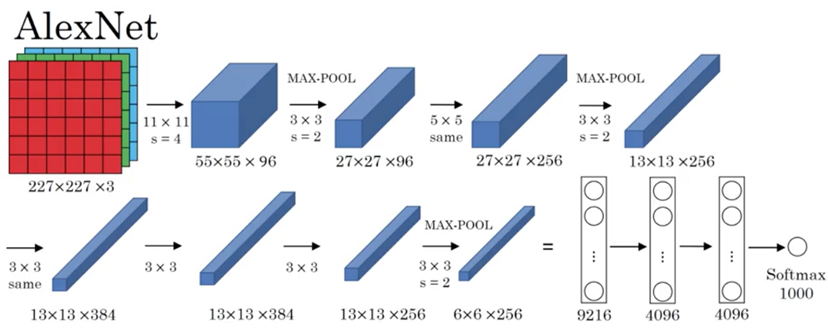 AlexNet
MAX-POOL
MAX-POOL
11 × 11
s = 4
3 × 3
s = 2
5 × 5
same
3 × 3
s = 2
227×227 ×3
55×55 × 96
27×27 ×96
27×27 ×256
13×13 ×256
MAX-POOL
3 × 3
same
3 × 3
3 × 3
3 × 3
s = 2
=
...
...
...
Softmax
1000
13×13 ×384
13×13 ×384
13×13 ×256
6×6 ×256
9216
4096
4096